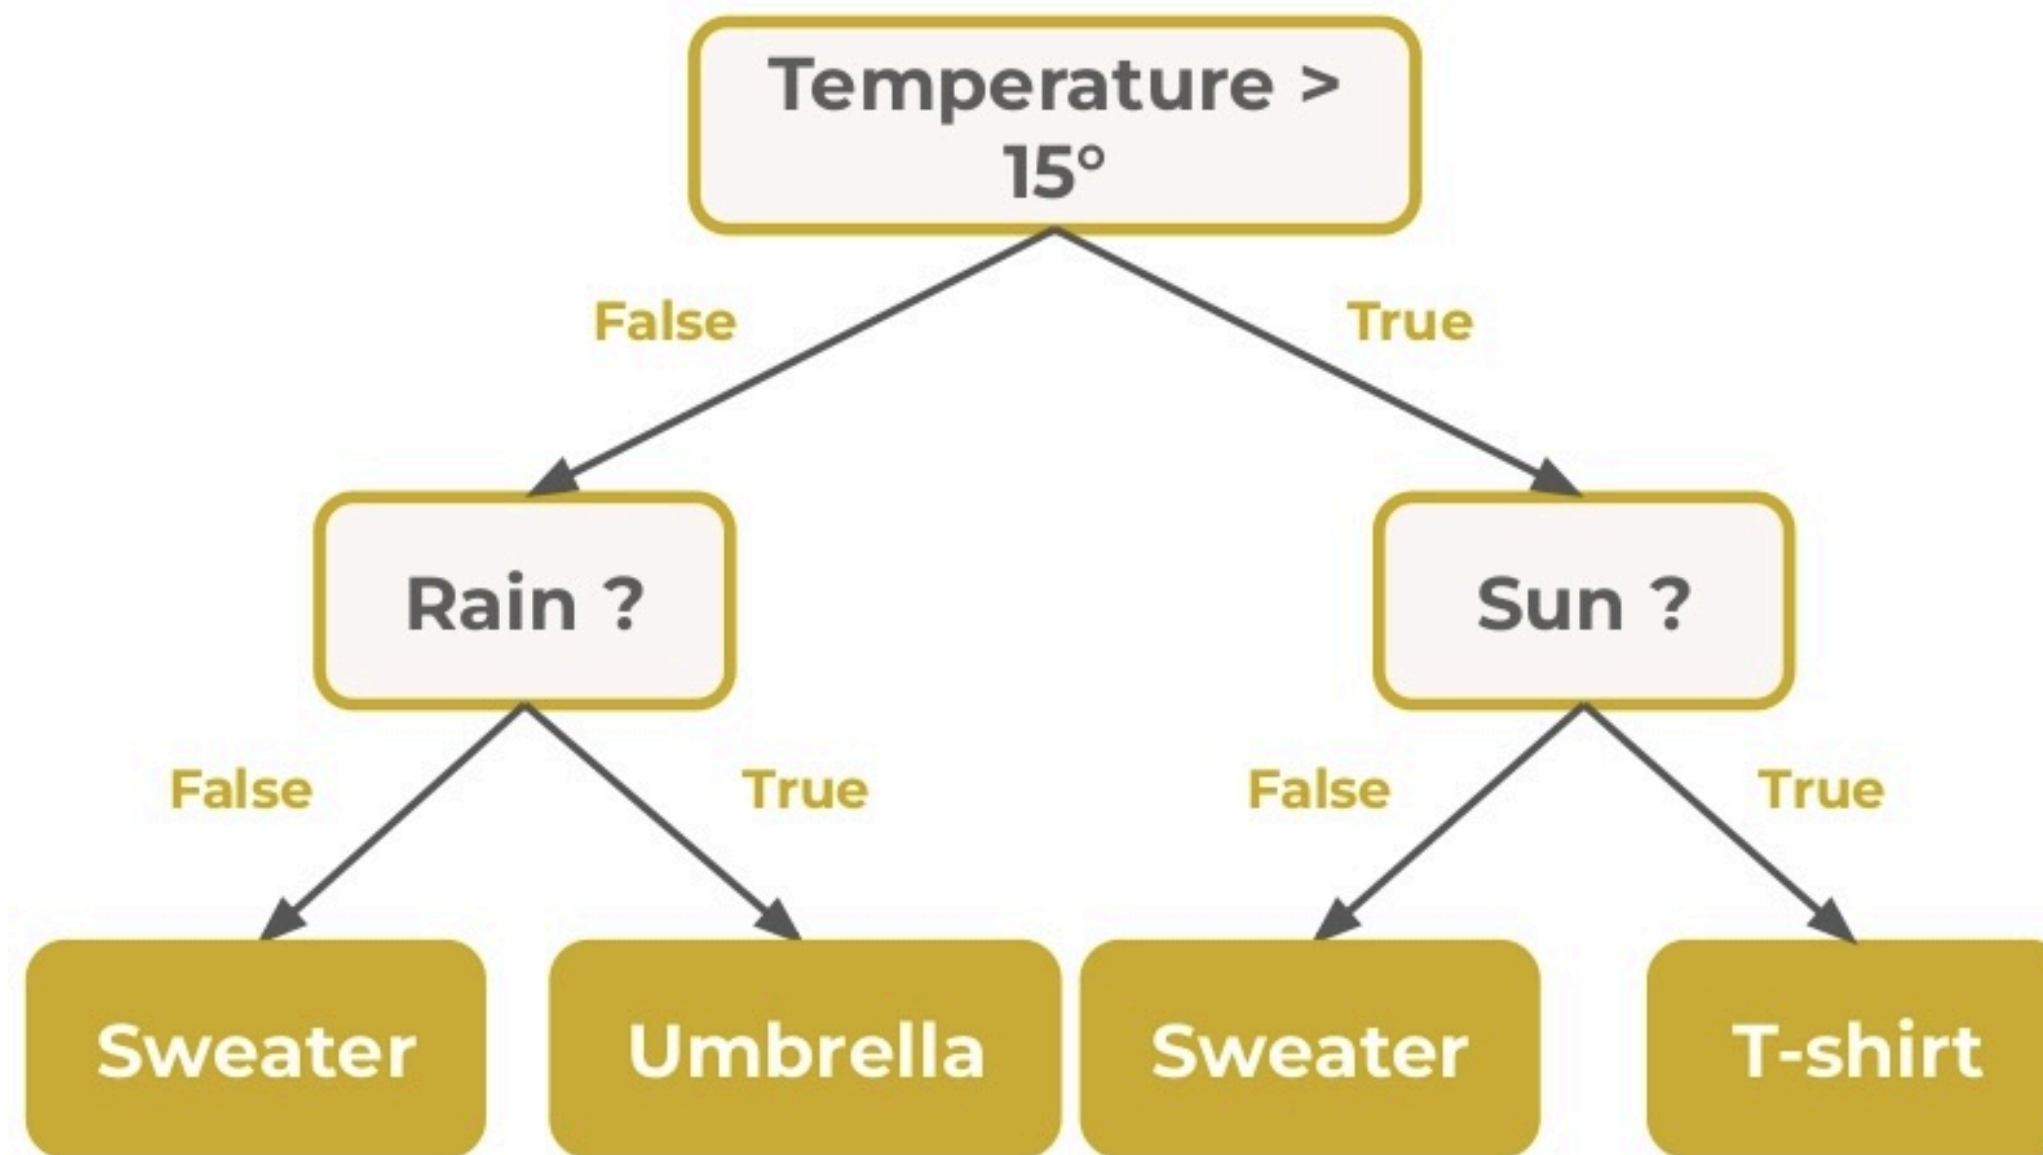 Temperature >
15°
False
True
Rain ?
Sun ?
False
True
False
True
Sweater
Umbrella
Sweater
T-shirt